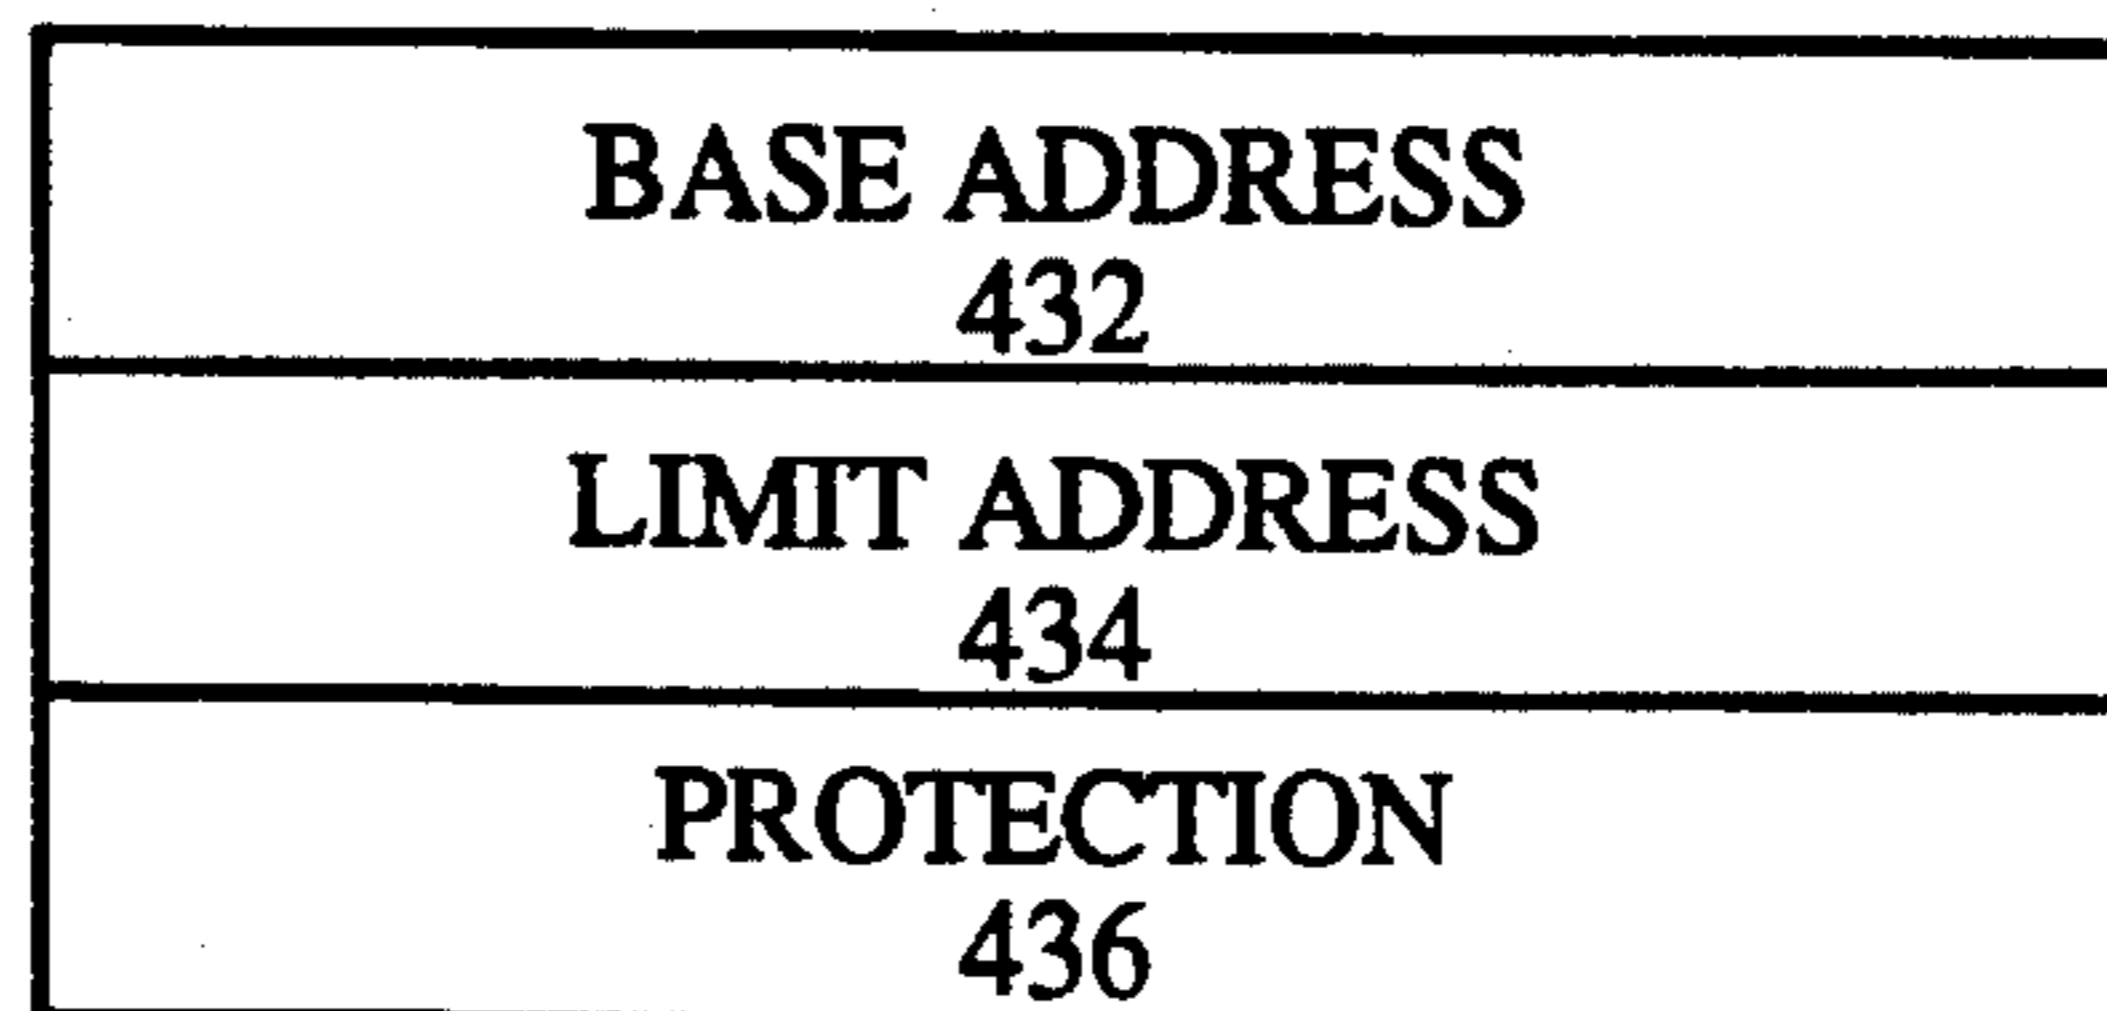 BASE ADDRESS
432
LIMIT ADDRESS
434
PROTECTION
436